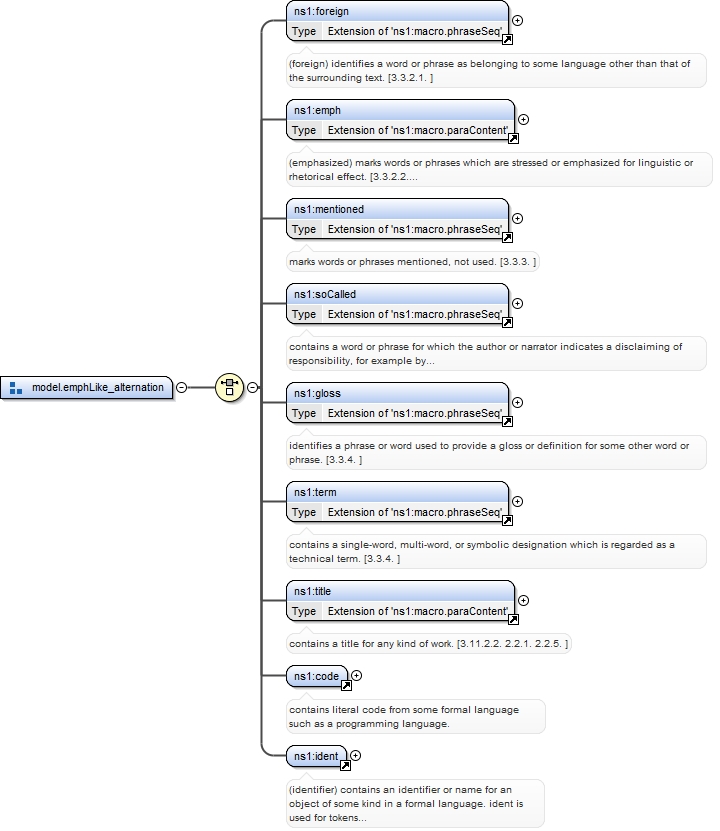 ns1:foreign
Type Extension of 'ns1:macro.phraseSeq'
(foreign) identifies a word or phrase as belonging to some language other than that of
the surrounding text. [3.3.2.1. ]
ns1:emph
Type Extension of 'ns1:macro.paraContent'
(emphasized) marks words or phrases which are stressed or emphasized for linguistic or
rhetorical effect. [3.3.2.2....
ns1:mentioned
Type Extension of 'ns1:macro.phraseSeq'
marks words or phrases mentioned, not used. [3.3.3. ]
ns1:soCalled
Type Extension of 'ns1:macro.phraseSeq'
contains a word or phrase for which the author or narrator indicates a disclaiming of
responsibility, for example by...
model.emphLike_alternation
ns1:gloss
Type Extension of 'ns1:macro.phraseSeq'
identifies a phrase or word used to provide a gloss or definition for some other word or
phrase. [3.3.4. ]
ns1:term
Type Extension of 'ns1:macro.phraseSeq'
contains a single-word, multi-word, or symbolic designation which is regarded as a
technical term. [3.3.4. ]
ns1:title
Type Extension of 'ns1:macro.paraContent'
contains a title for any kind of work. [3.11.2.2. 2.2.1. 2.2.5. ]
ns1:code
contains literal code from some formal language
such as a programming language.
ns1:ident
(identifier) contains an identifier or name for an
object of some kind in a formal language. ident is
used for tokens...